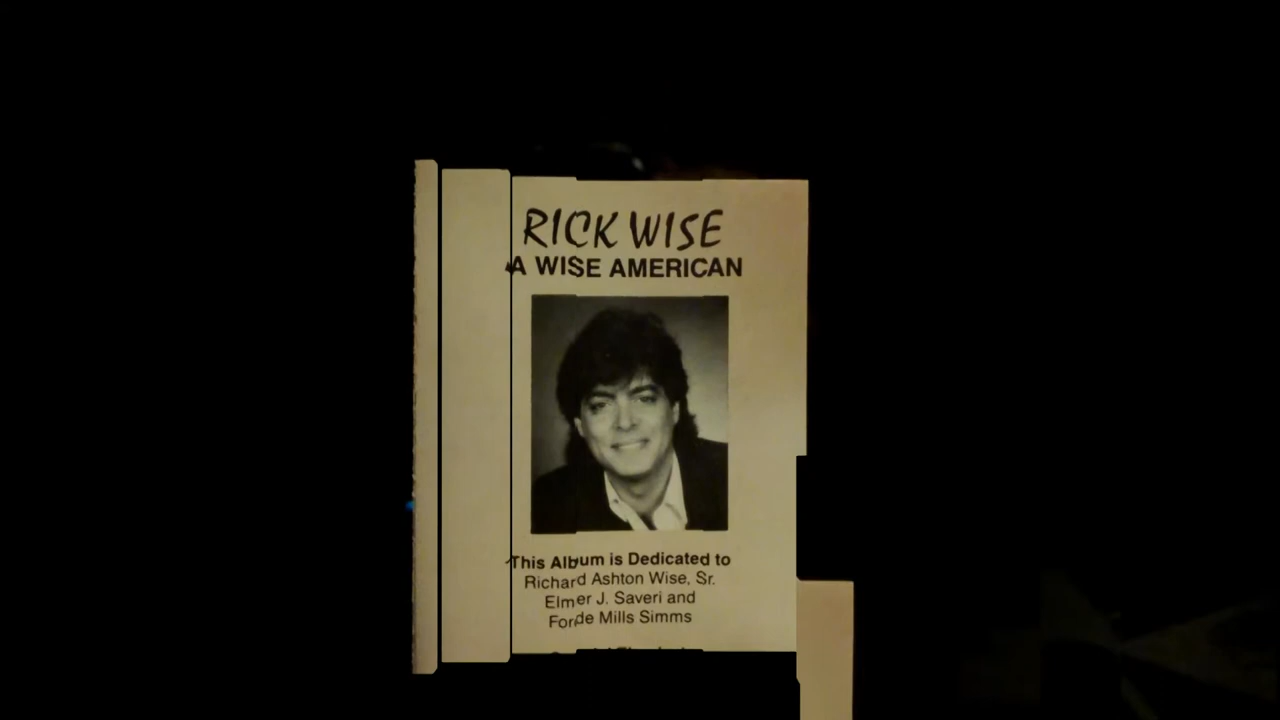 RICK WISE
A WISE AMERICAN
This Album is Dedicated to
Richard Ashton Wise, Sr.
Elmer J. Saveri and
Forde Mills Simms